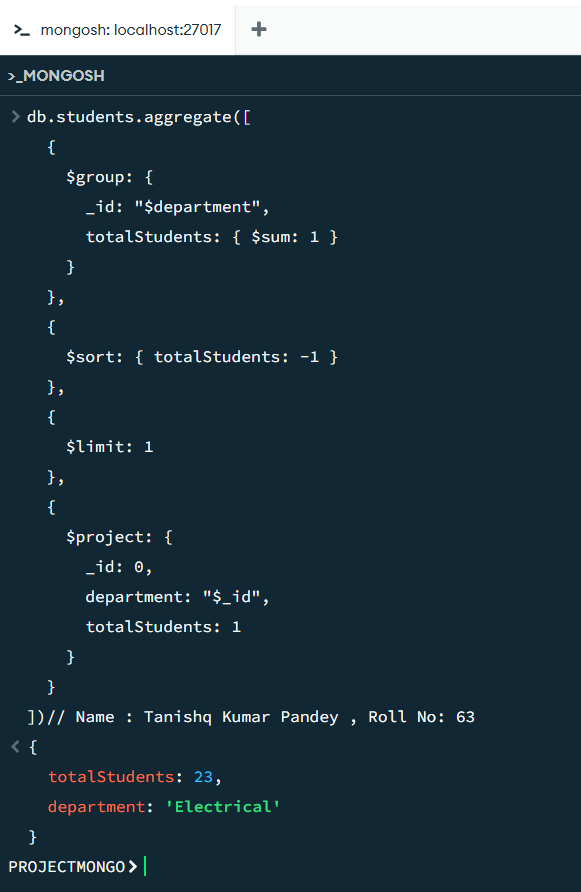 >_ mongosh: localhost:27017 +
>_MONGOSH
> db.students.aggregate([
{
$group: {
_id: "$department",
totalStudents: { $sum: 1 }
}
},
{
$sort: { totalStudents: -1 }
},
{
$limit: 1
},
{
$project: {
_id: 0,
department: "$_id",
totalStudents: 1
}
}
])// Name : Tanishq Kumar Pandey , Roll No: 63
< {
totalStudents: 23,
department: 'Electrical'
}
PROJECTMONGO>